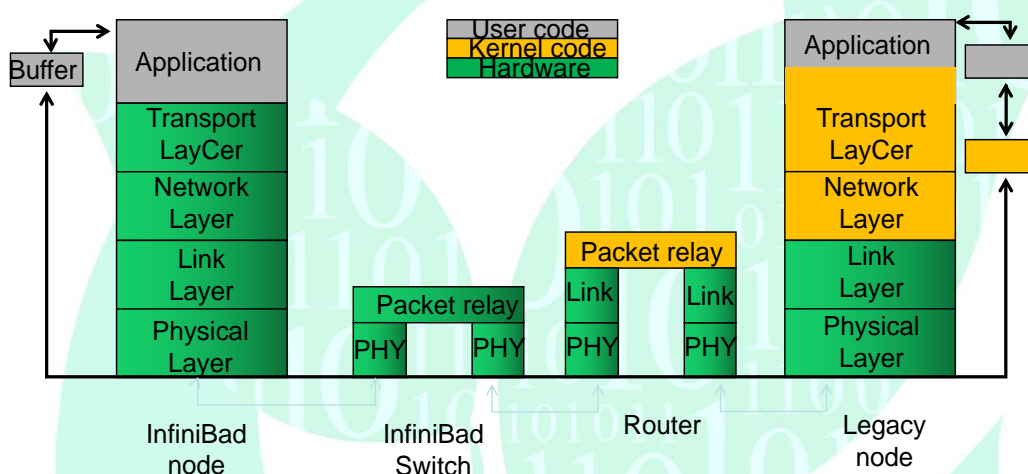 User code
Kernel code
Hardware
Buffer
Application
Transport
LayCer
Network
Layer
Link
Layer
Physical
Layer
InfiniBad
node
Packet relay
PHY
PHY
InfiniBad
Switch
Packet relay
Link
Link
PHY
PHY
Router
Application
Transport
LayCer
Network
Layer
Link
Layer
Physical
Layer
Legacy
node